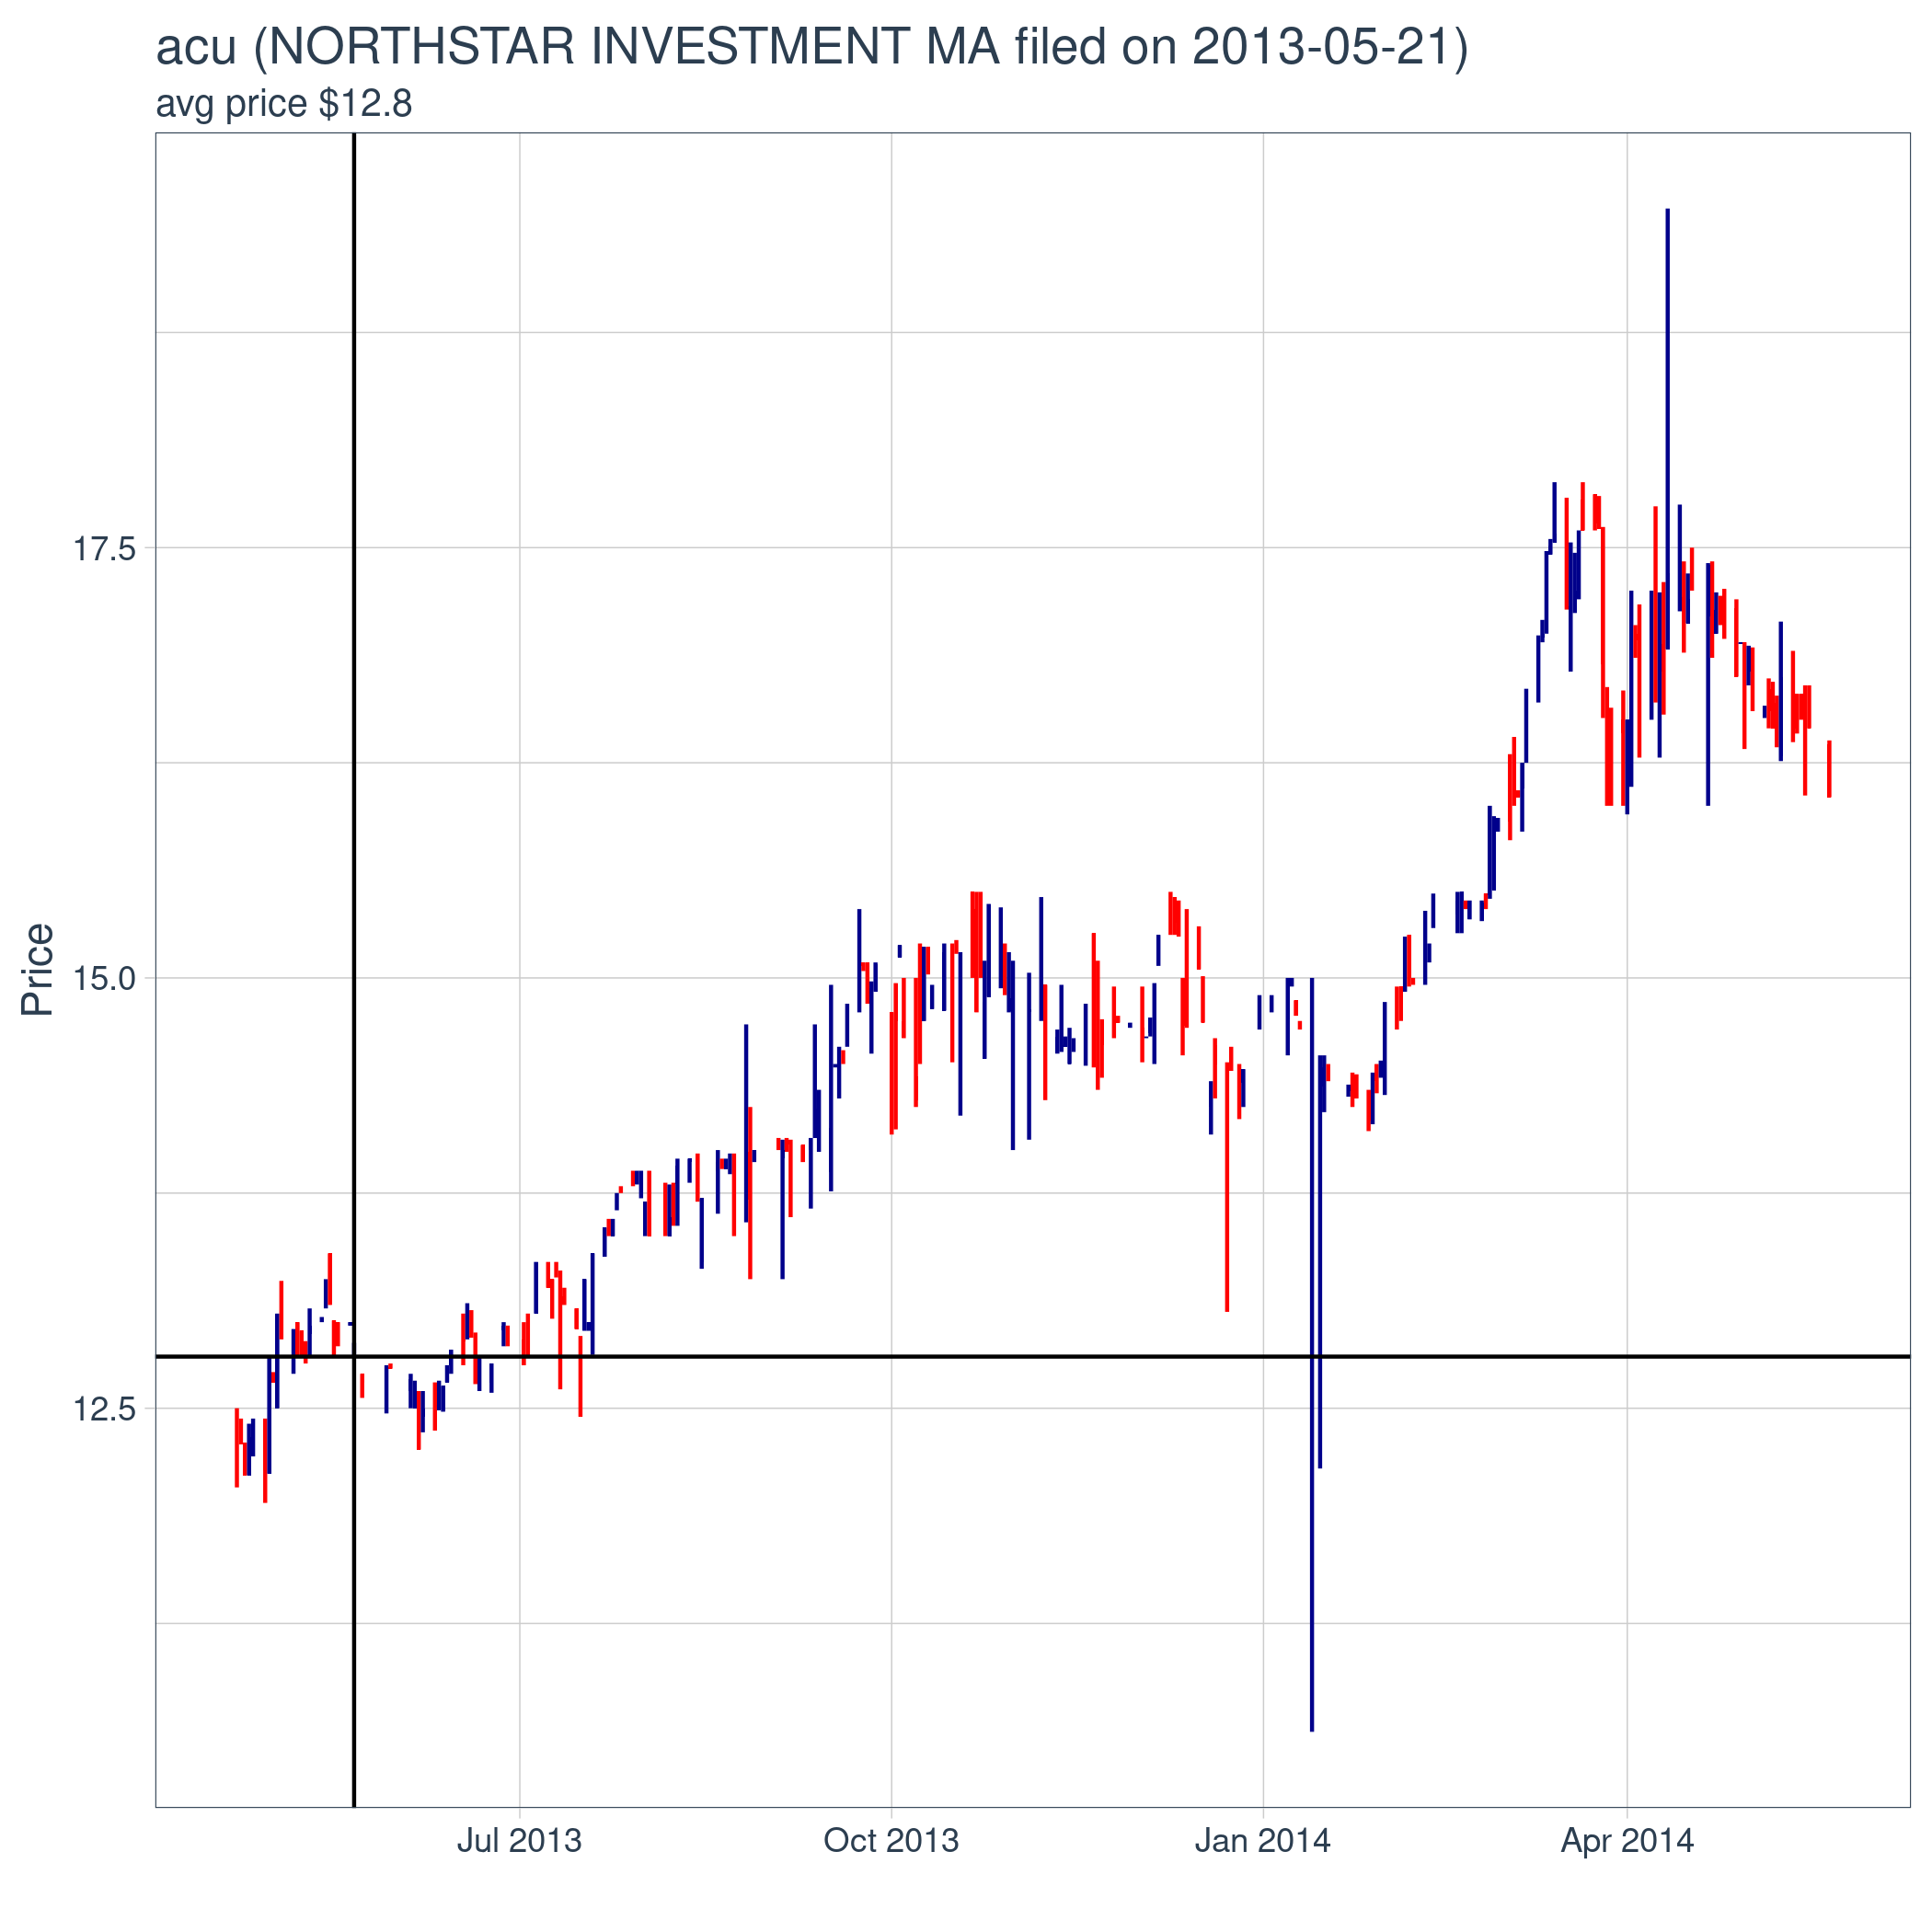 acu (NORTHSTAR INVESTMENT MA filed on 2013-05-21)
avg price $12.8
Price
17.5
15.0
12.5
Jul 2013
Oct 2013
Jan 2014
Apr 2014